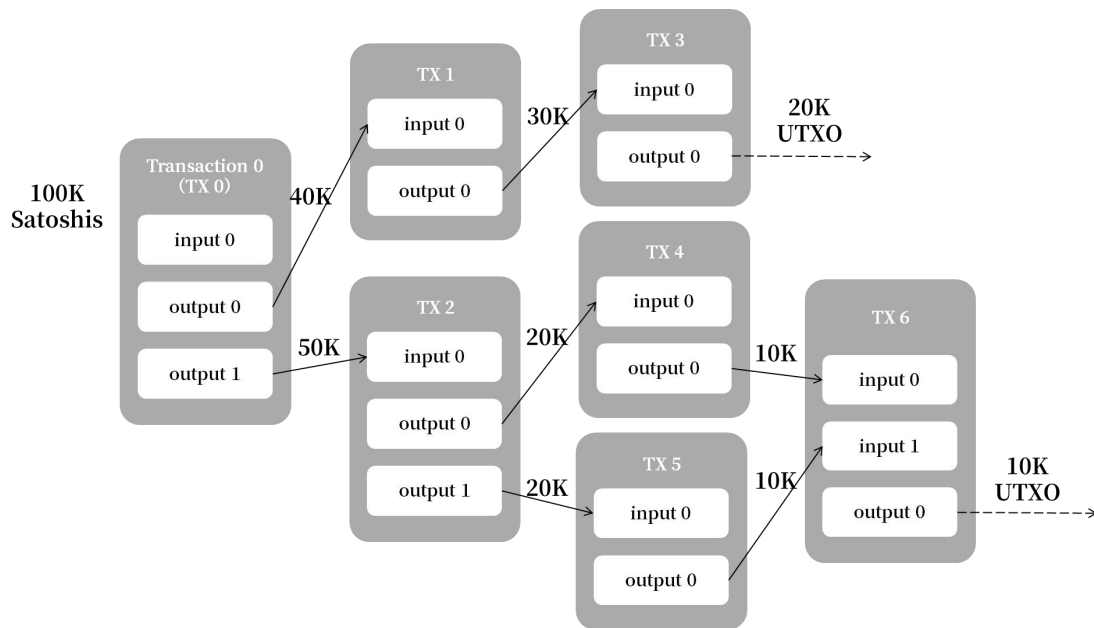 100K
Satoshis
Transaction 0
(TX 0)
input 0
output 0
output 1
40K
50K
TX 1
input 0
output 0
30K
TX 2
input 0
output 0
output 1
20K
20K
TX 3
input 0
output 0
20K
UTXO
TX 4
input 0
output 0
10K
TX 5
input 0
output 0
10K
TX 6
input 0
input 1
output 0
10K
UTXO